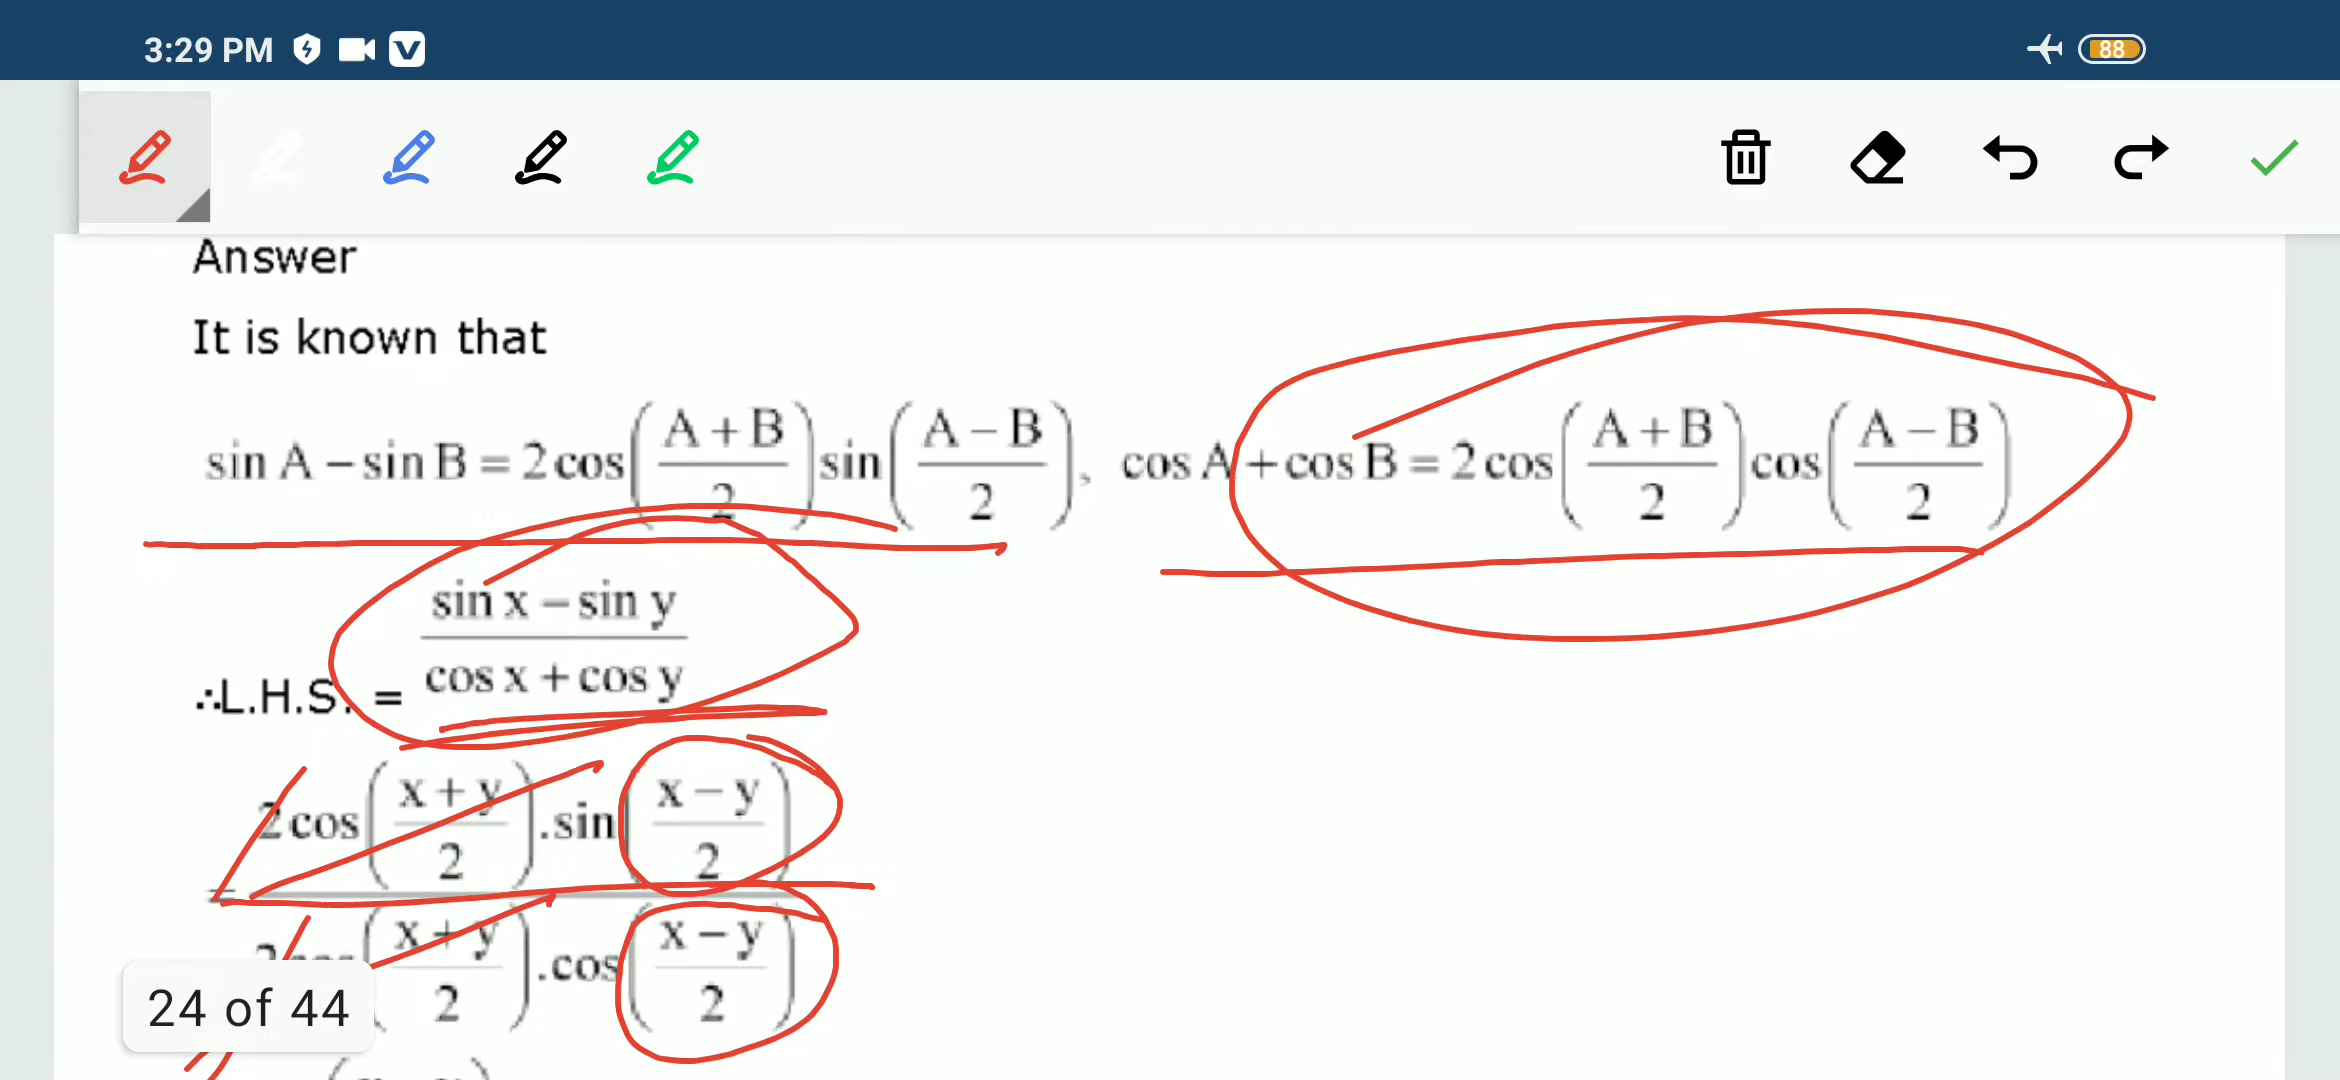 3:29 PM 88
Answer
It is known that
sin A − sin B = 2 cos((A + B)/2) sin((A − B)/2), cos A + cos B = 2 cos((A + B)/2) cos((A − B)/2)
∴L.H.S. = (sin x − sin y)/(cos x + cos y)
= 2 cos((x + y)/2) . sin((x − y)/2)
2 cos((x + y)/2) . cos((x − y)/2)
24 of 44